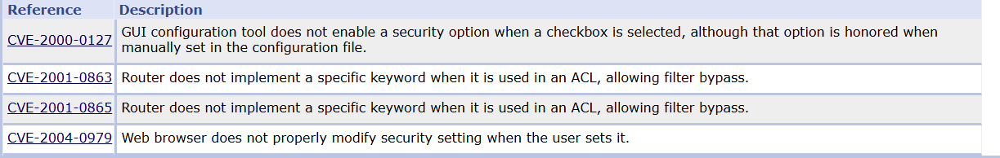 Reference Description
CVE-2000-0127 GUI configuration tool does not enable a security option when a checkbox is selected, although that option is honored when
manually set in the configuration file.
CVE-2001-0863 Router does not implement a specific keyword when it is used in an ACL, allowing filter bypass.
CVE-2001-0865 Router does not implement a specific keyword when it is used in an ACL, allowing filter bypass.
CVE-2004-0979 Web browser does not properly modify security setting when the user sets it.